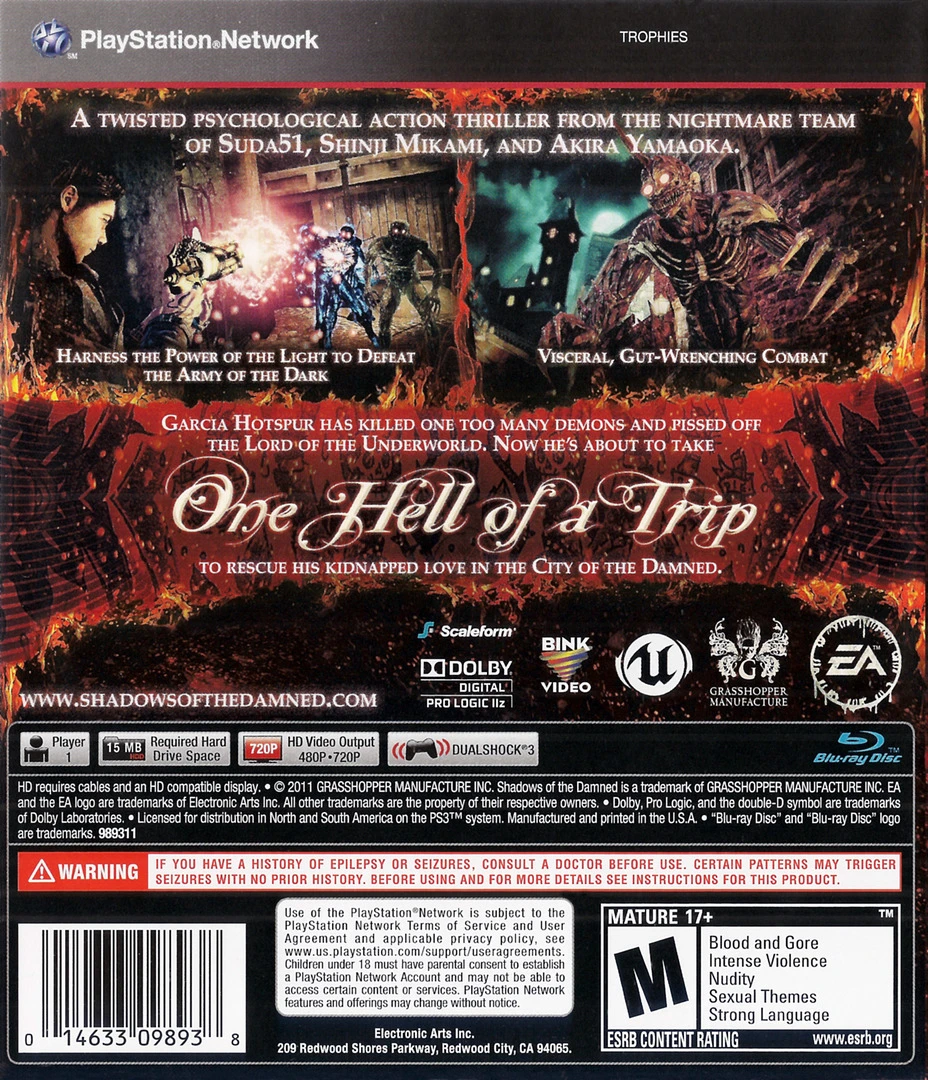 PlayStation®Network
SM
TROPHIES
A TWISTED PSYCHOLOGICAL ACTION THRILLER FROM THE NIGHTMARE TEAM
OF SUDA51, SHINJI MIKAMI, AND AKIRA YAMAOKA.
HARNESS THE POWER OF THE LIGHT TO DEFEAT
THE ARMY OF THE DARK
VISCERAL, GUT-WRENCHING COMBAT
GARCIA HOTSPUR HAS KILLED ONE TOO MANY DEMONS AND PISSED OFF
THE LORD OF THE UNDERWORLD. NOW HE'S ABOUT TO TAKE
One Hell of a Trip
TO RESCUE HIS KIDNAPPED LOVE IN THE CITY OF THE DAMNED.
WWW.SHADOWSOFTHEDAMNED.COM
Scaleform
DOLBY
DIGITAL
PRO LOGIC IIz
BINK
VIDEO
U
G
GRASSHOPPER
MANUFACTURE
EA™
Player
1
15 MB
HDD
Required Hard
Drive Space
720P
HD Video Output
480P•720P
DUALSHOCK®3
Blu-ray Disc™
HD requires cables and an HD compatible display. • © 2011 GRASSHOPPER MANUFACTURE INC. Shadows of the Damned is a trademark of GRASSHOPPER MANUFACTURE INC. EA
and the EA logo are trademarks of Electronic Arts Inc. All other trademarks are the property of their respective owners. • Dolby, Pro Logic, and the double-D symbol are trademarks
of Dolby Laboratories. • Licensed for distribution in North and South America on the PS3™ system. Manufactured and printed in the U.S.A. • "Blu-ray Disc" and "Blu-ray Disc" logo
are trademarks. 989311
WARNING
IF YOU HAVE A HISTORY OF EPILEPSY OR SEIZURES, CONSULT A DOCTOR BEFORE USE. CERTAIN PATTERNS MAY TRIGGER
SEIZURES WITH NO PRIOR HISTORY. BEFORE USING AND FOR MORE DETAILS SEE INSTRUCTIONS FOR THIS PRODUCT.
0 14633 09893 8
Use of the PlayStation®Network is subject to the
PlayStation Network Terms of Service and User
Agreement and applicable privacy policy, see
www.us.playstation.com/support/useragreements.
Children under 18 must have parental consent to establish
a PlayStation Network Account and may not be able to
access certain content or services. PlayStation Network
features and offerings may change without notice.
Electronic Arts Inc.
209 Redwood Shores Parkway, Redwood City, CA 94065.
MATURE 17+ ™
M
Blood and Gore
Intense Violence
Nudity
Sexual Themes
Strong Language
ESRB CONTENT RATING www.esrb.org